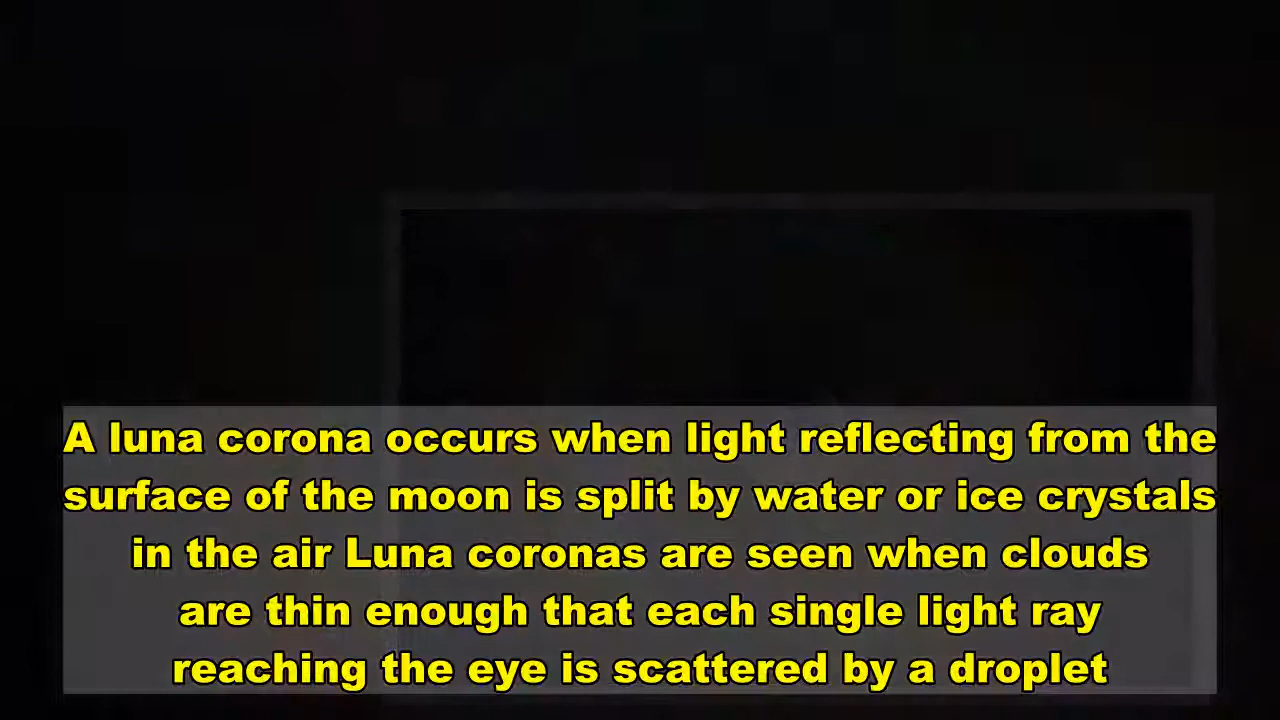 A luna corona occurs when light reflecting from the
surface of the moon is split by water or ice crystals
in the air Luna coronas are seen when clouds
are thin enough that each single light ray
reaching the eye is scattered by a droplet